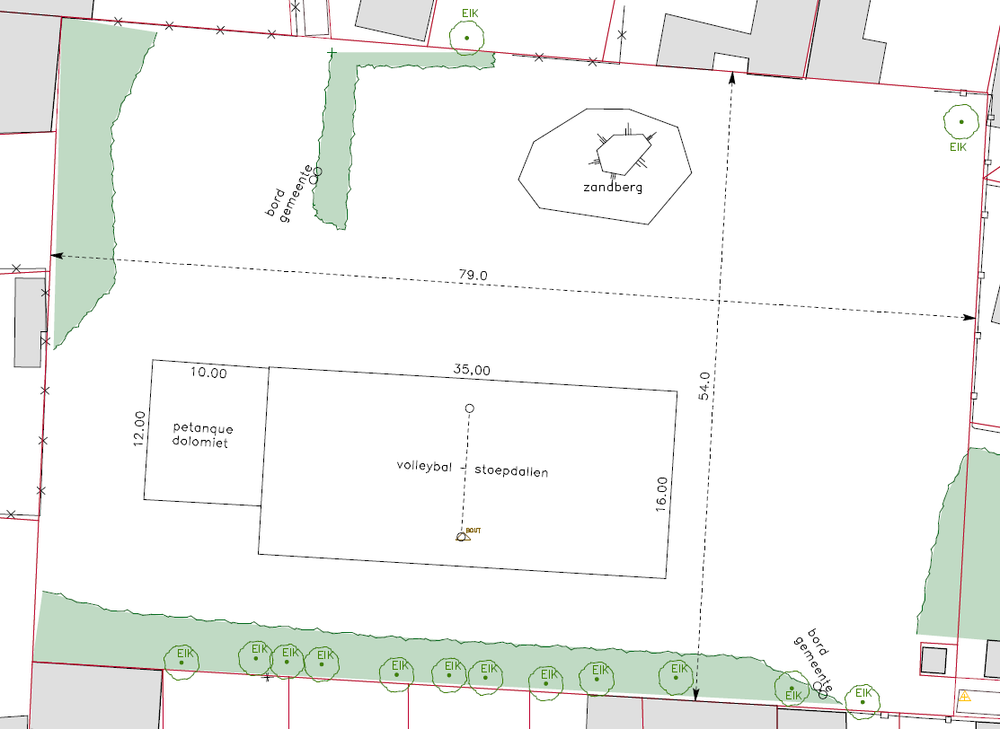 EIK
EIK
bord
gemeente
zandberg
79.0
10.00
35,00
54.0
12.00
petanque
dolomiet
volleybal - stoepdallen
16.00
BOUT
bord
gemeente
EIK
EIK
EIK
EIK
EIK
EIK
EIK
EIK
EIK
EIK
EIK
EIK